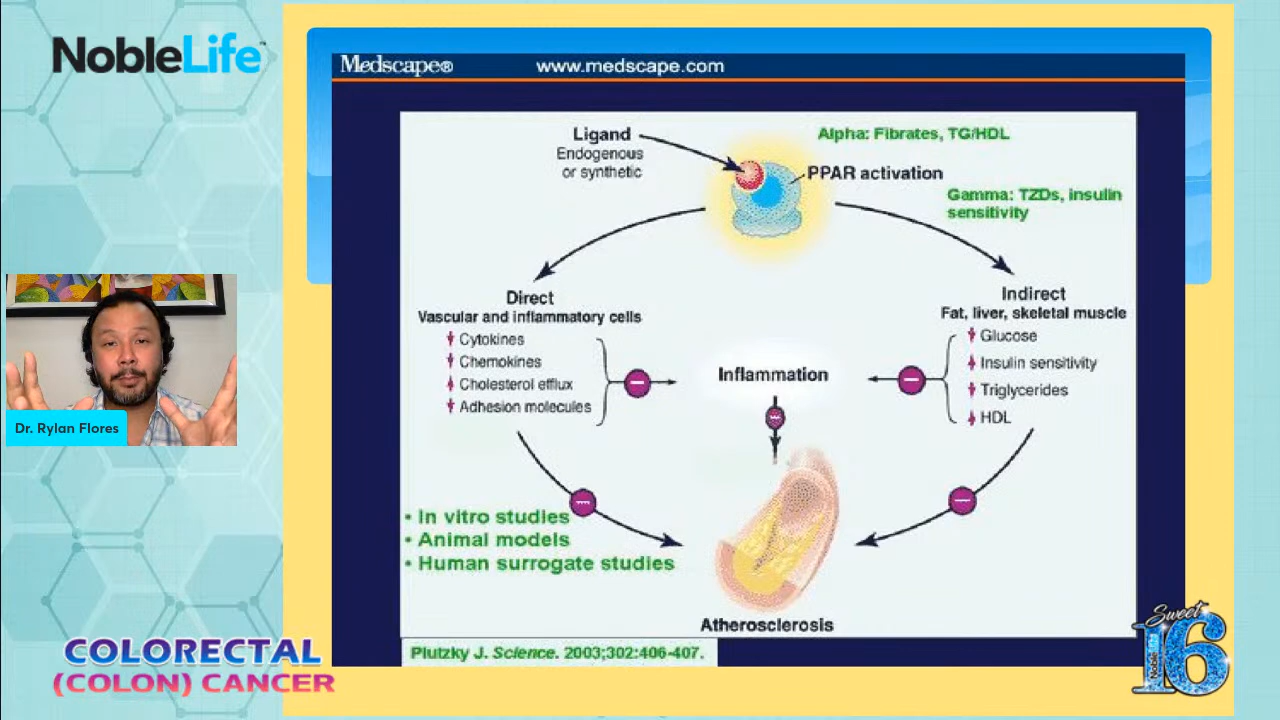 NobleLife
Medscape®
www.medscape.com
Ligand
Endogenous
or synthetic
Alpha: Fibrates, TG/HDL
PPAR activation
Gamma: TZDs, insulin
sensitivity
Direct
Vascular and inflammatory cells
Cytokines
Chemokines
Cholesterol efflux
Adhesion molecules
Inflammation
Indirect
Fat, liver, skeletal muscle
Glucose
Insulin sensitivity
Triglycerides
HDL
• In vitro studies
• Animal models
• Human surrogate studies
Atherosclerosis
Plutzky J. Science. 2003;302:406-407.
Dr. Rylan Flores
COLORECTAL
(COLON) CANCER
Sweet
16